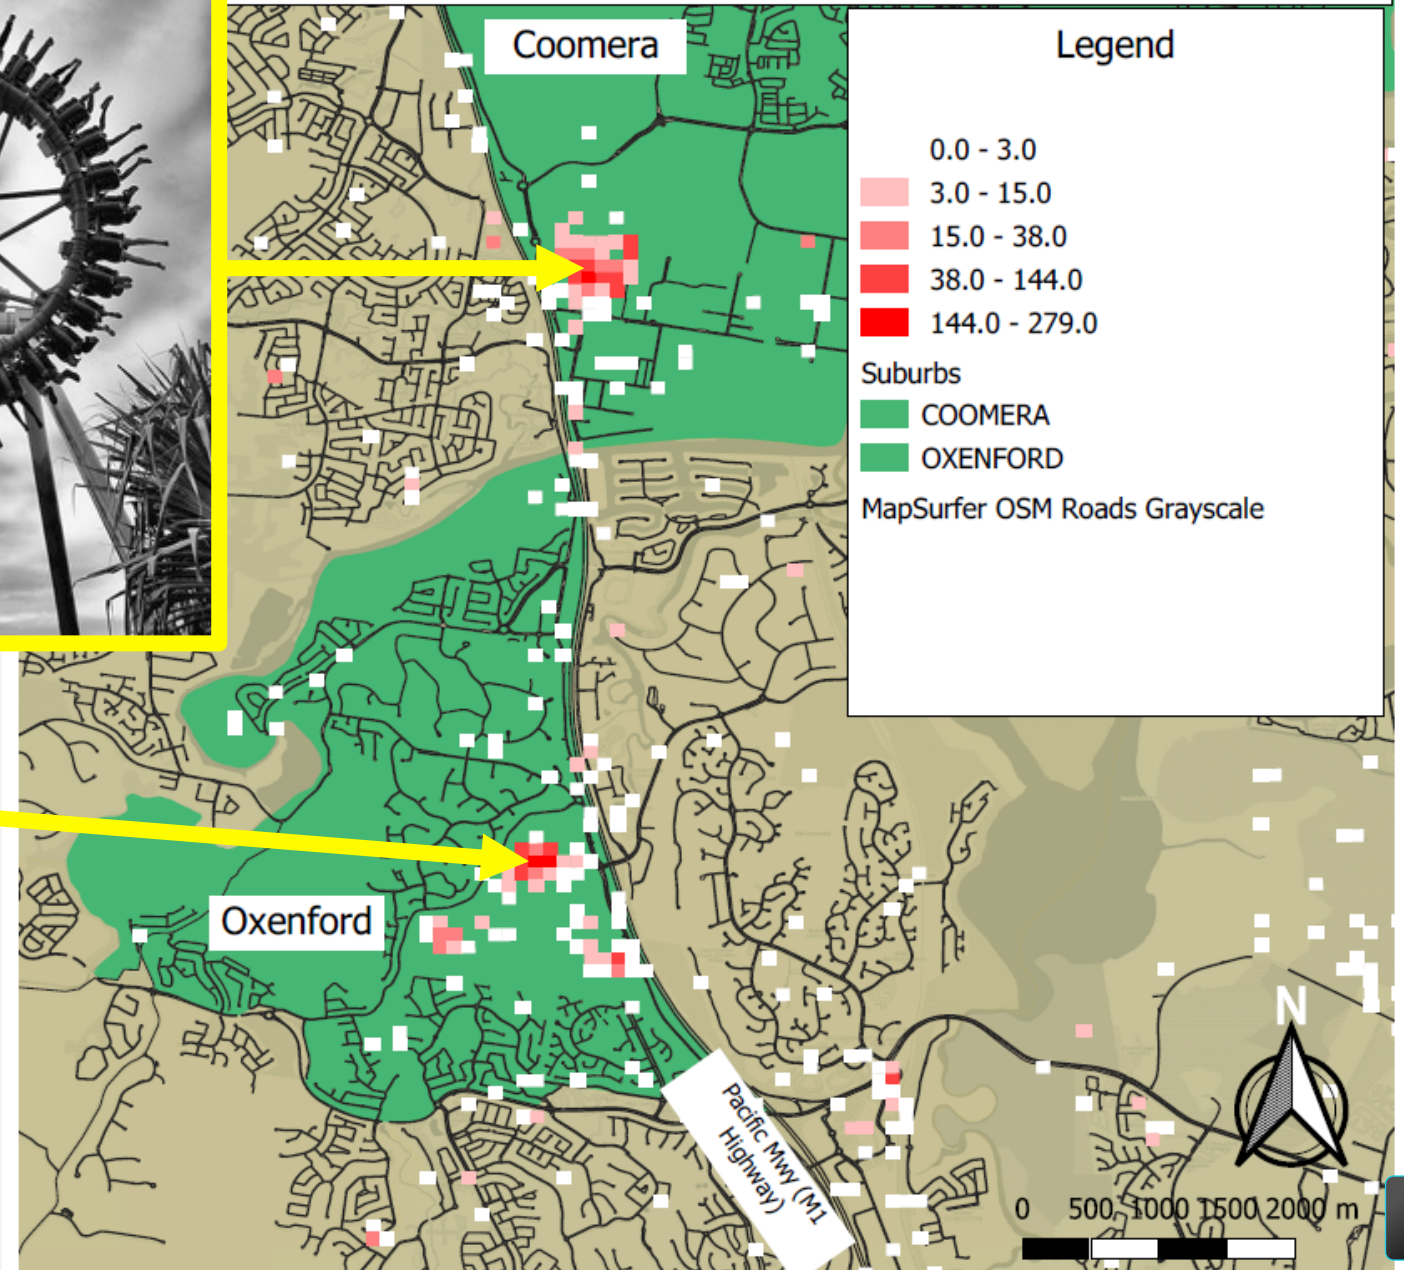 Coomera
Legend
0.0 - 3.0
3.0 - 15.0
15.0 - 38.0
38.0 - 144.0
144.0 - 279.0
Suburbs
COOMERA
OXENFORD
MapSurfer OSM Roads Grayscale
Oxenford
Pacific Mwy (M1
Highway)
N
0 500 1000 1500 2000 m